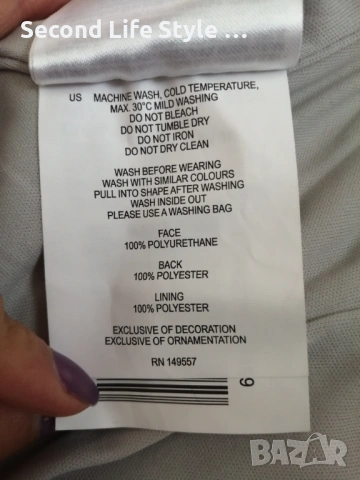 Second Life Style ...
US MACHINE WASH, COLD TEMPERATURE,
MAX. 30°C MILD WASHING
DO NOT BLEACH
DO NOT TUMBLE DRY
DO NOT IRON
DO NOT DRY CLEAN
WASH BEFORE WEARING
WASH WITH SIMILAR COLOURS
PULL INTO SHAPE AFTER WASHING
WASH INSIDE OUT
PLEASE USE A WASHING BAG
FACE
100% POLYURETHANE
BACK
100% POLYESTER
LINING
100% POLYESTER
EXCLUSIVE OF DECORATION
EXCLUSIVE OF ORNAMENTATION
RN 149557
6
BAZAR